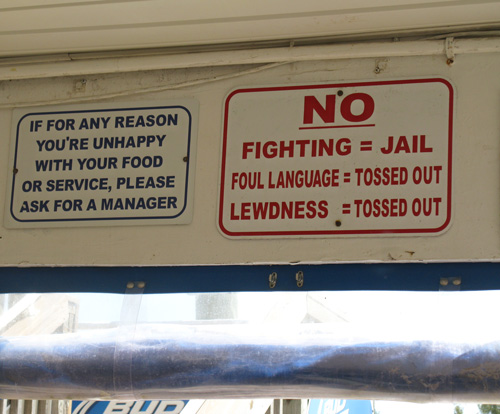 IF FOR ANY REASON
YOU'RE UNHAPPY
WITH YOUR FOOD
OR SERVICE, PLEASE
ASK FOR A MANAGER
NO
FIGHTING = JAIL
FOUL LANGUAGE = TOSSED OUT
LEWDNESS = TOSSED OUT
BUD